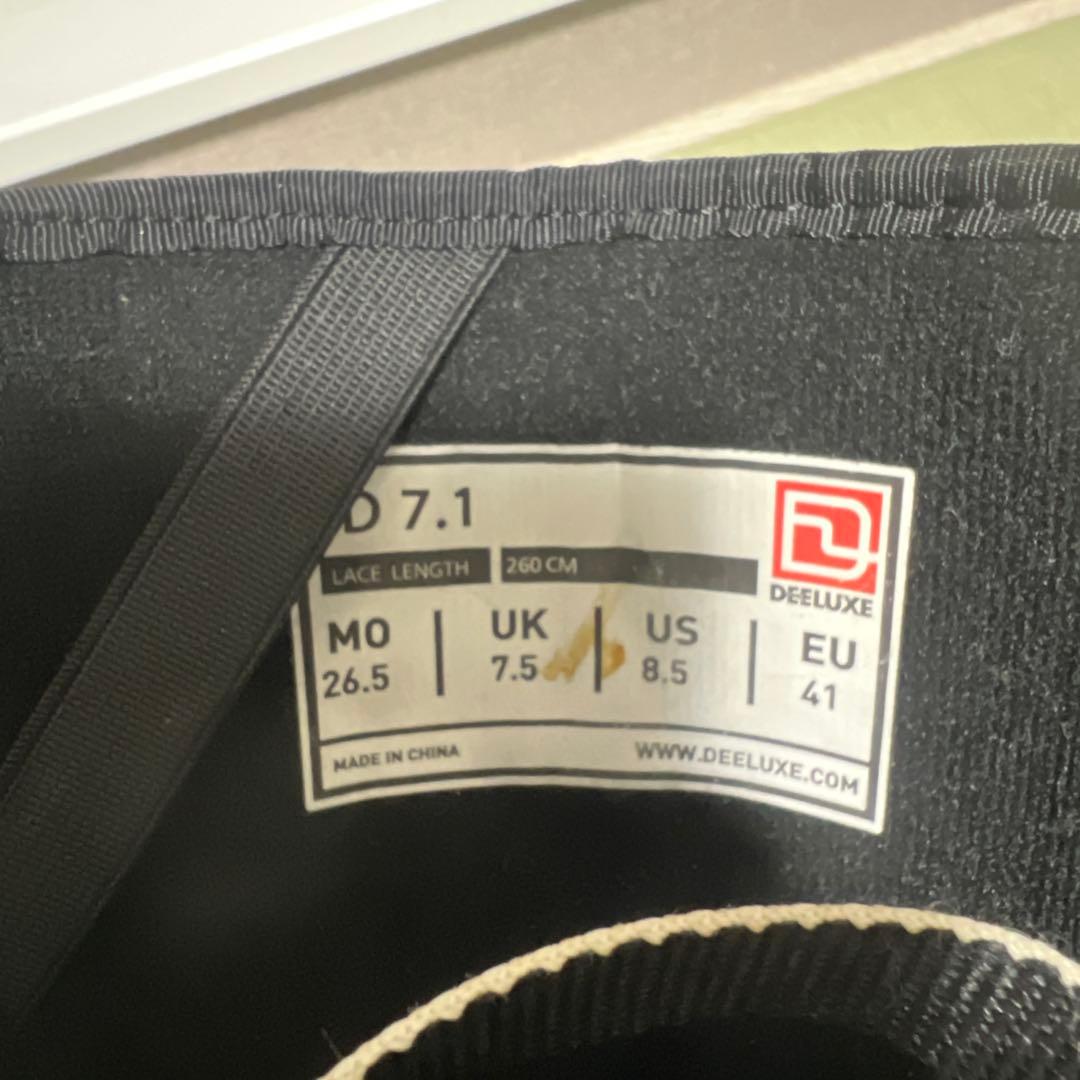 D 7.1
LACE LENGTH 260 CM
DEELUXE
MO UK US EU
26.5 7.5 8.5 41
MADE IN CHINA WWW.DEELUXE.COM